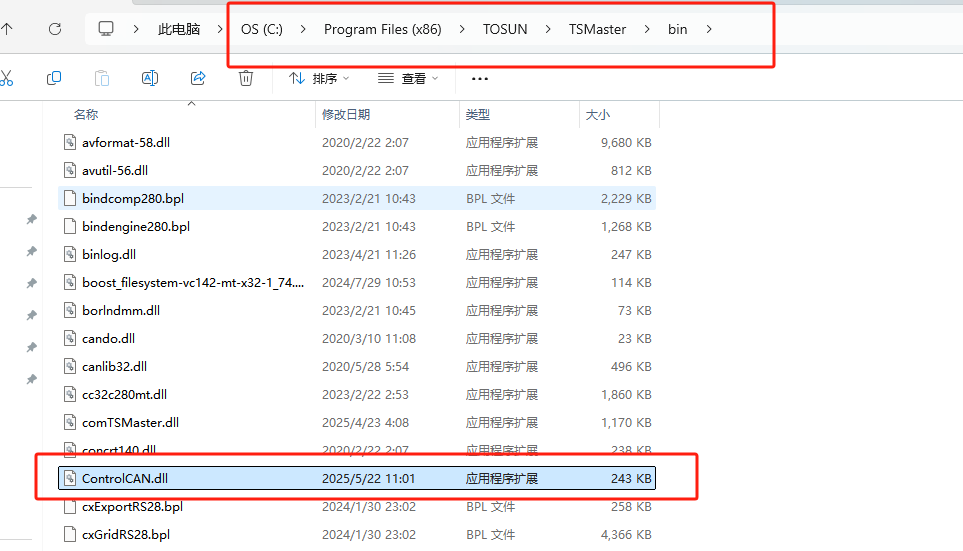 此电脑 OS (C:) Program Files (x86) TOSUN TSMaster bin
排序 查看
名称 修改日期 类型 大小
avformat-58.dll 2020/2/22 2:07 应用程序扩展 9,680 KB
avutil-56.dll 2020/2/22 2:07 应用程序扩展 812 KB
bindcomp280.bpl 2023/2/21 10:43 BPL 文件 2,229 KB
bindengine280.bpl 2023/2/21 10:43 BPL 文件 1,268 KB
binlog.dll 2023/4/21 11:26 应用程序扩展 247 KB
boost_filesystem-vc142-mt-x32-1_74.... 2024/7/29 10:53 应用程序扩展 114 KB
borlndmm.dll 2023/2/21 10:45 应用程序扩展 73 KB
cando.dll 2020/3/10 11:08 应用程序扩展 23 KB
canlib32.dll 2020/5/28 5:54 应用程序扩展 496 KB
cc32c280mt.dll 2023/2/22 2:53 应用程序扩展 1,860 KB
comTSMaster.dll 2025/4/23 4:08 应用程序扩展 1,170 KB
concrt140.dll 2020/2/22 2:07 应用程序扩展 238 KB
ControlCAN.dll 2025/5/22 11:01 应用程序扩展 243 KB
cxExportRS28.bpl 2024/1/30 23:02 BPL 文件 258 KB
cxGridRS28.bpl 2024/1/30 23:02 BPL 文件 4,366 KB